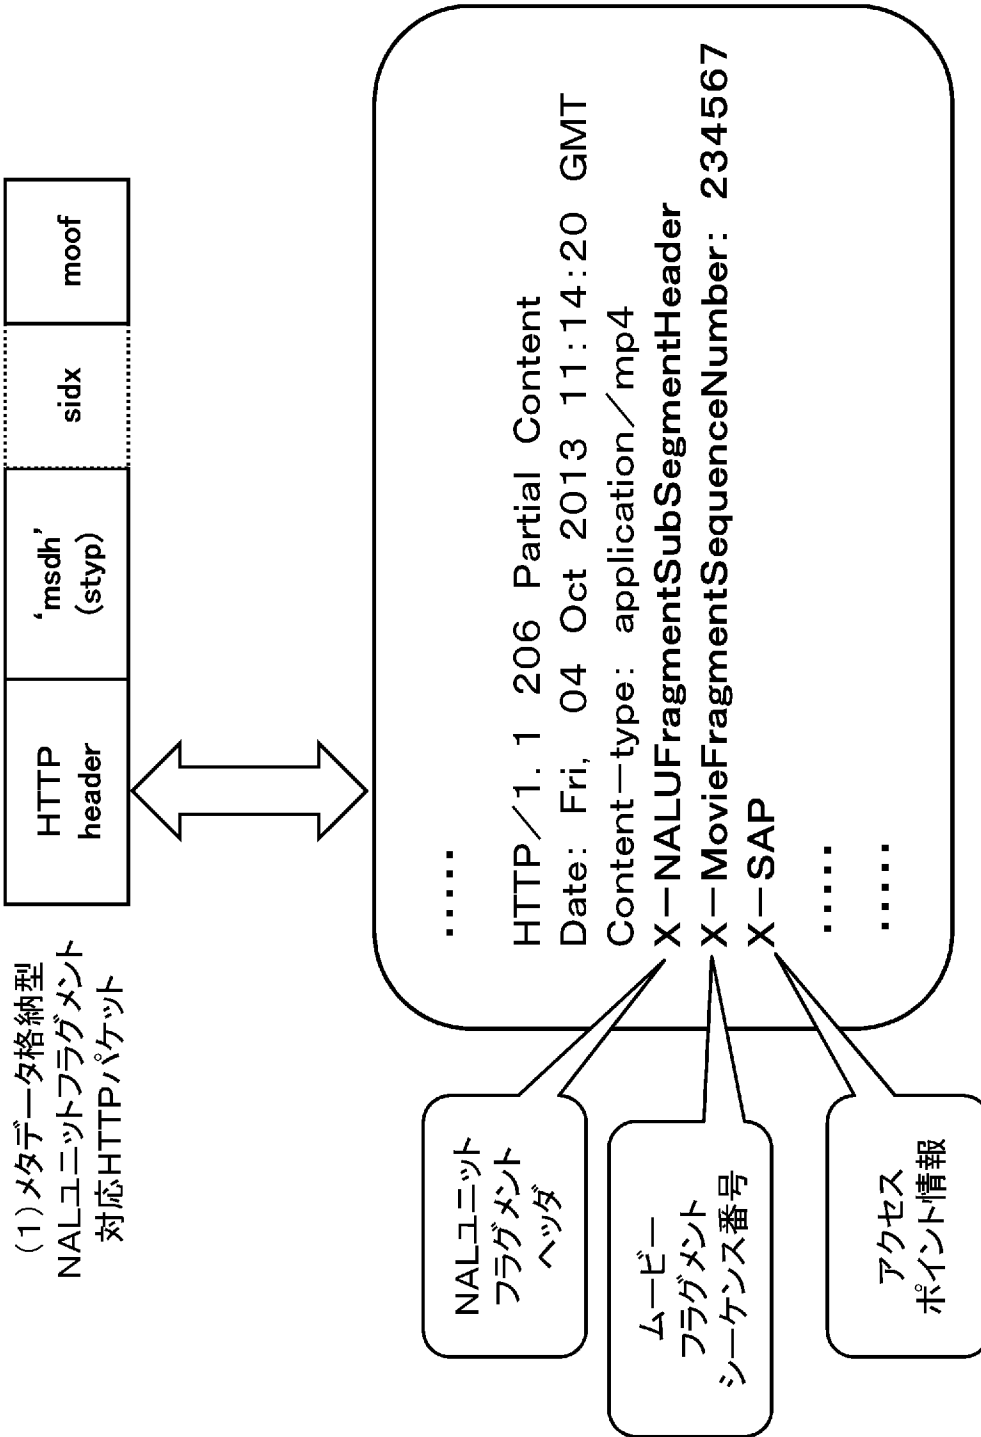 (1)メタデータ格納型
NALユニットフラグメント
対応HTTPパケット
HTTP
header
‘msdh’
(styp)
sidx
moof
.....
HTTP/1.1 206 Partial Content
Date: Fri, 04 Oct 2013 11:14:20 GMT
Content-type: application/mp4
X-NALUFragmentSubSegmentHeader
X-MovieFragmentSequenceNumber: 234567
X-SAP
.....
.....
NALユニット
フラグメント
ヘッダ
ムービー
フラグメント
シーケンス番号
アクセス
ポイント情報